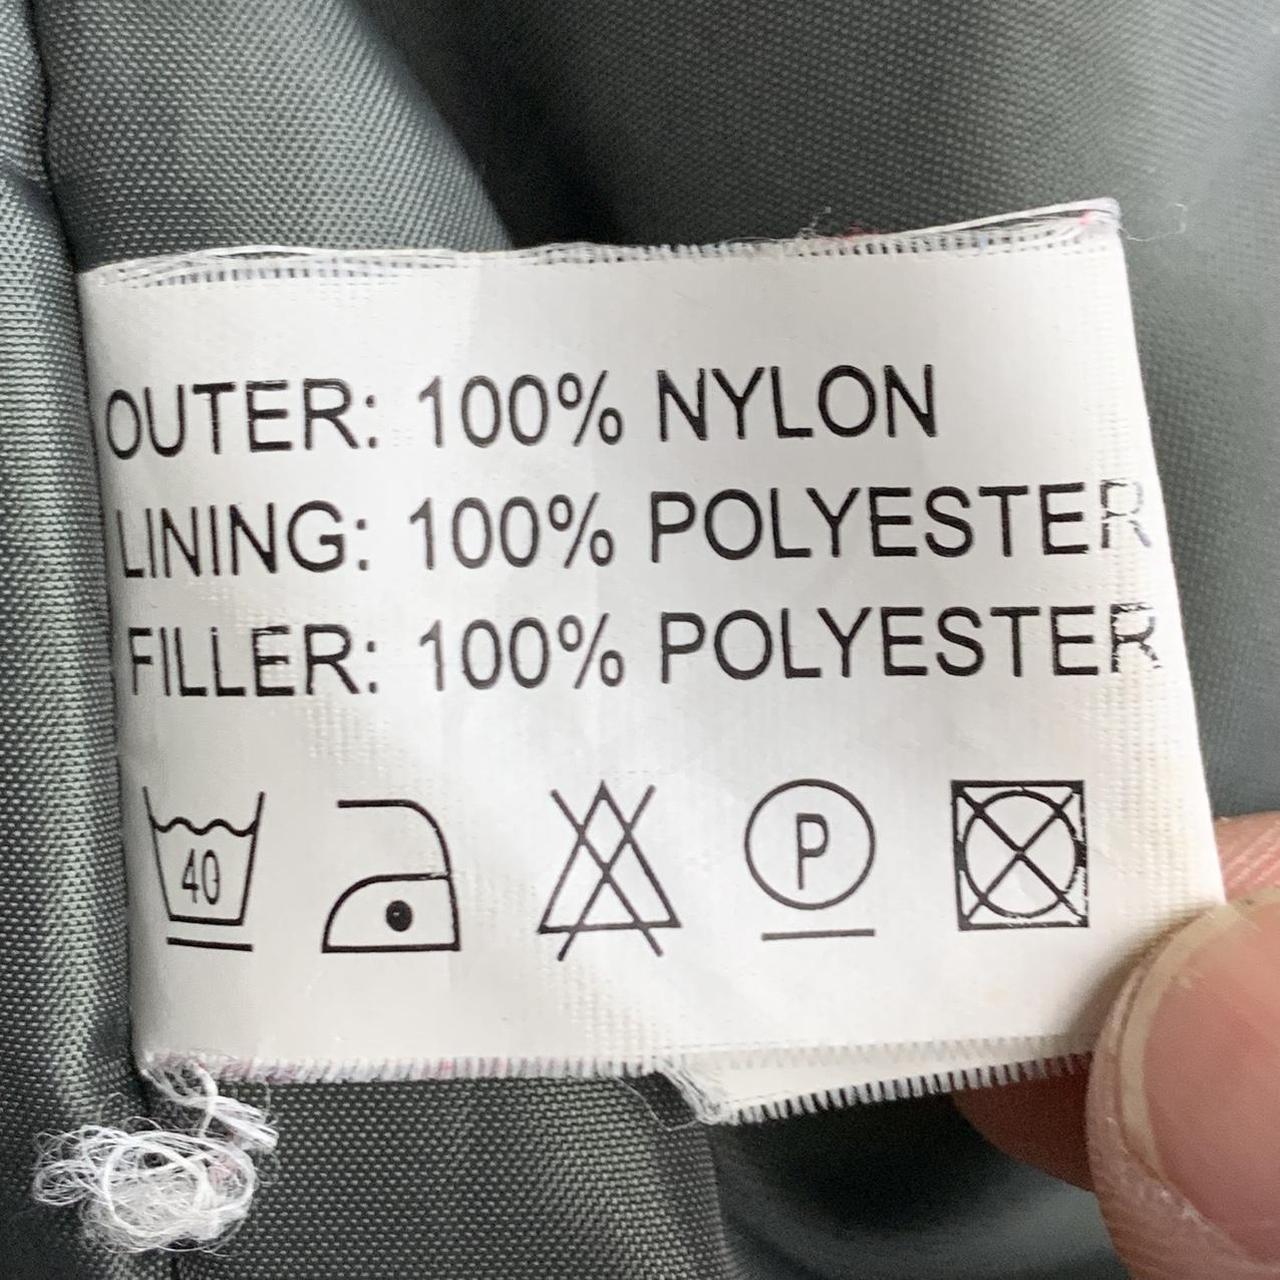 OUTER: 100% NYLON
LINING: 100% POLYESTER
FILLER: 100% POLYESTER
40 P